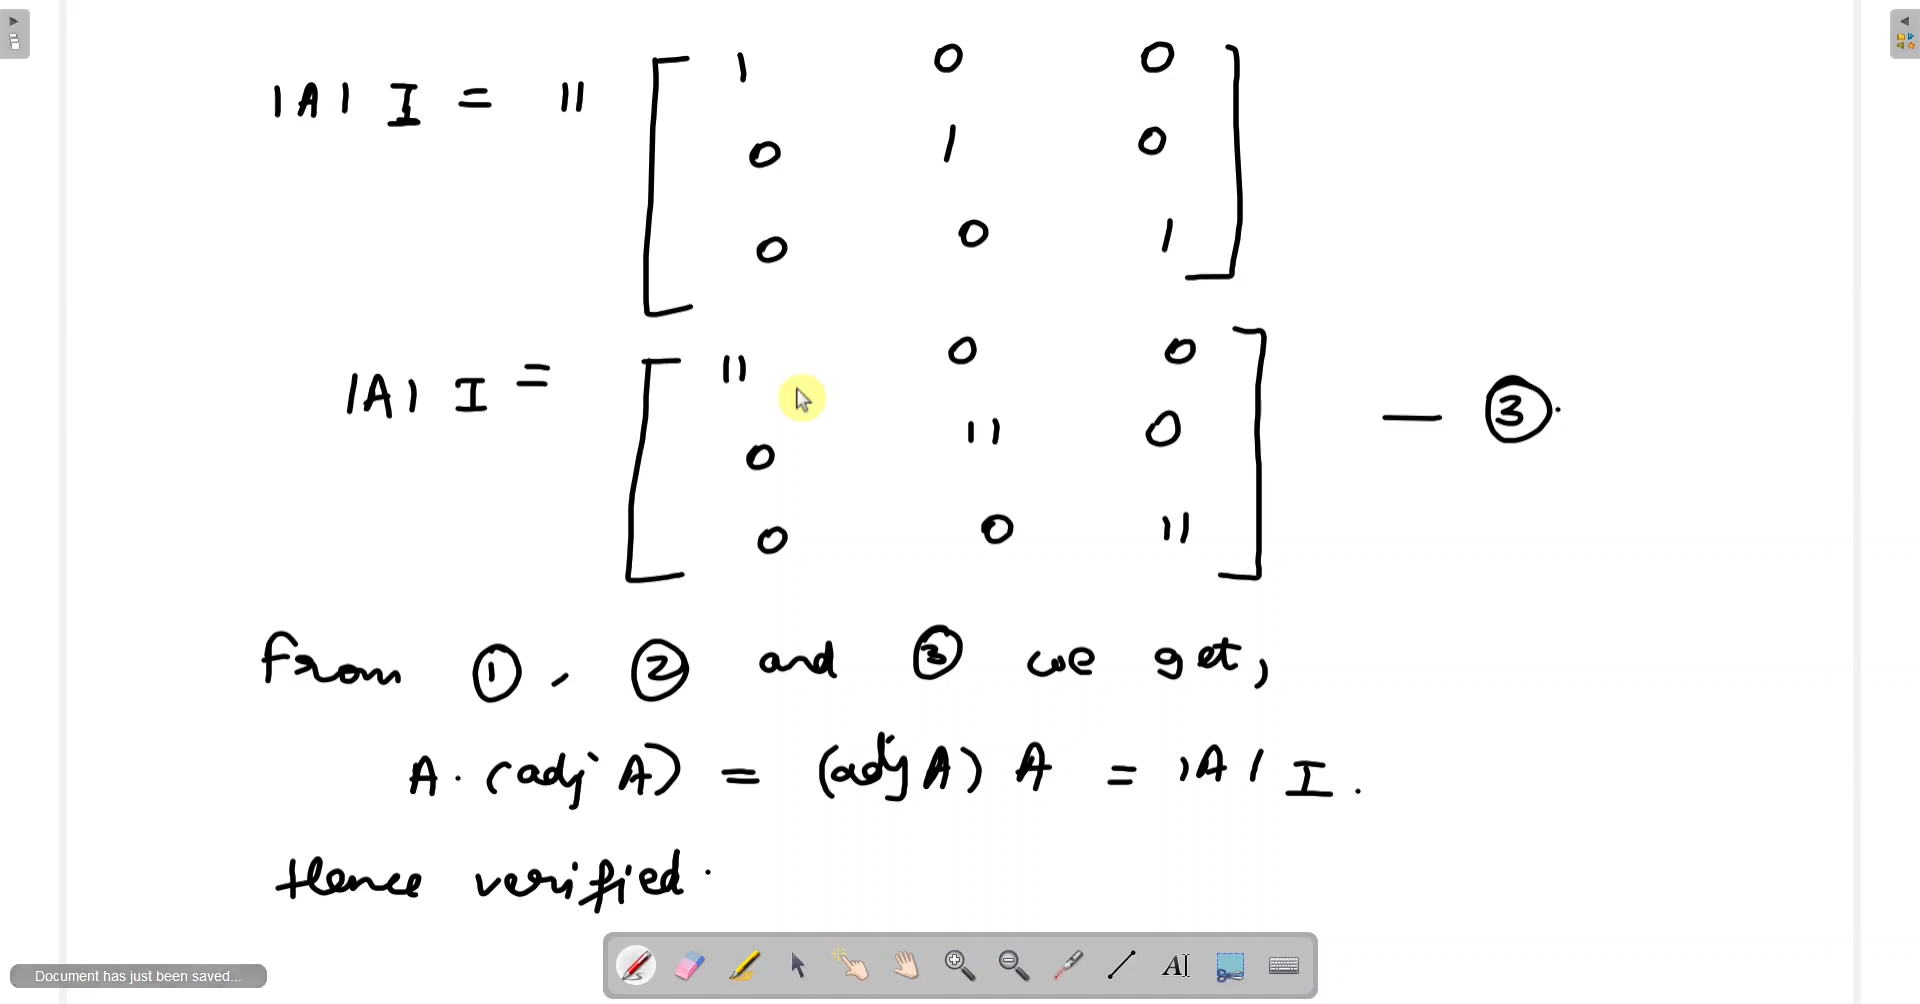 |A| I = 11 [ 1 0 0
0 1 0
0 0 1 ]
|A| I = [ 11 0 0
0 11 0 — ③.
0 0 11 ]
From ①, ② and ③ we get,
A. (adj A) = (adj A) A = |A| I.
Hence verified.
Document has just been saved...
AI